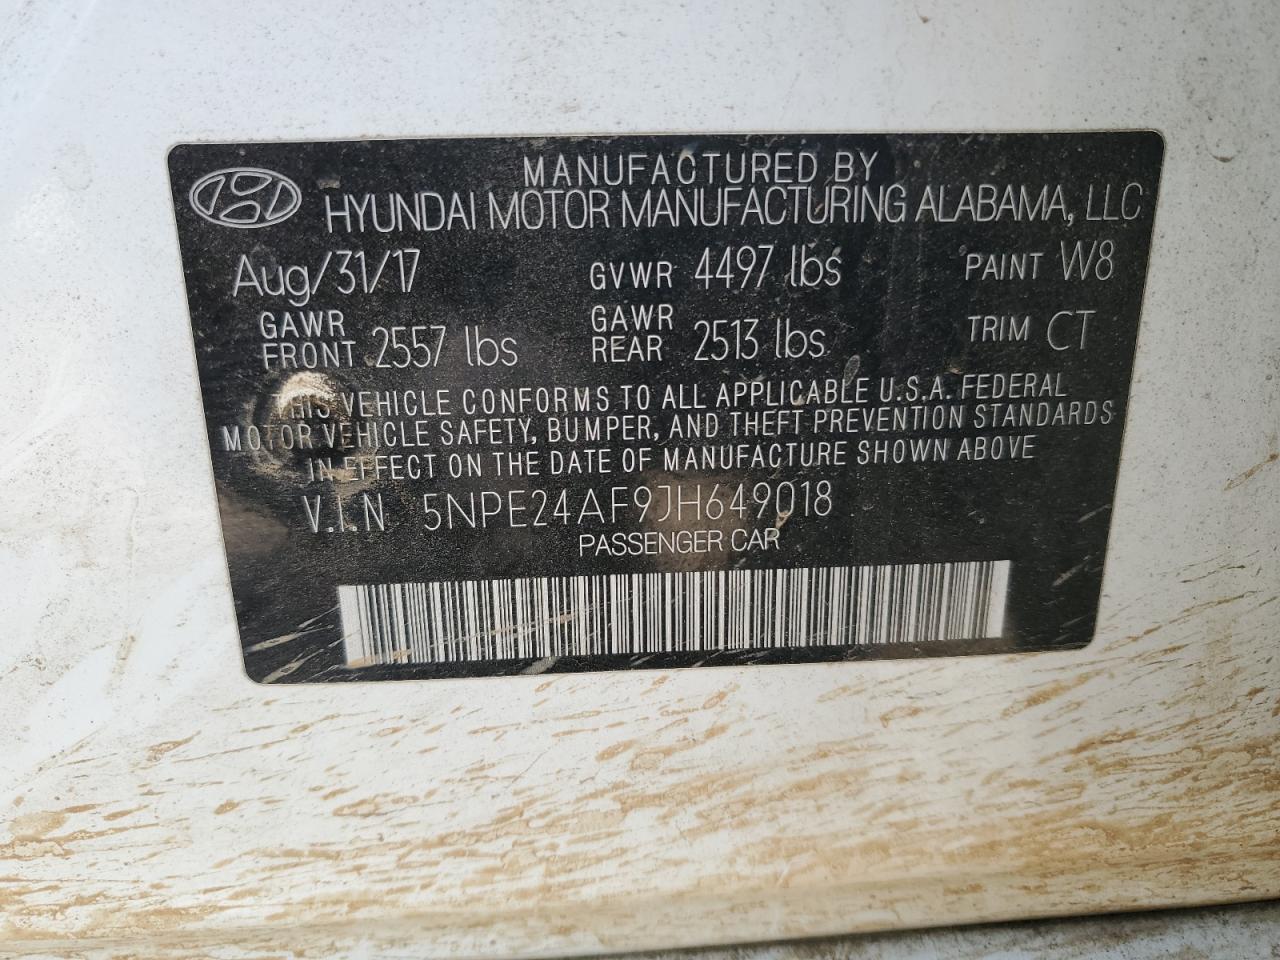 MANUFACTURED BY
HYUNDAI MOTOR MANUFACTURING ALABAMA, LLC
Aug/31/17 GVWR 4497 lbs PAINT W8
GAWR FRONT 2557 lbs GAWR REAR 2513 lbs TRIM CT
THIS VEHICLE CONFORMS TO ALL APPLICABLE U.S.A. FEDERAL
MOTOR VEHICLE SAFETY, BUMPER, AND THEFT PREVENTION STANDARDS
IN EFFECT ON THE DATE OF MANUFACTURE SHOWN ABOVE
V.I.N 5NPE24AF9JH649018
PASSENGER CAR